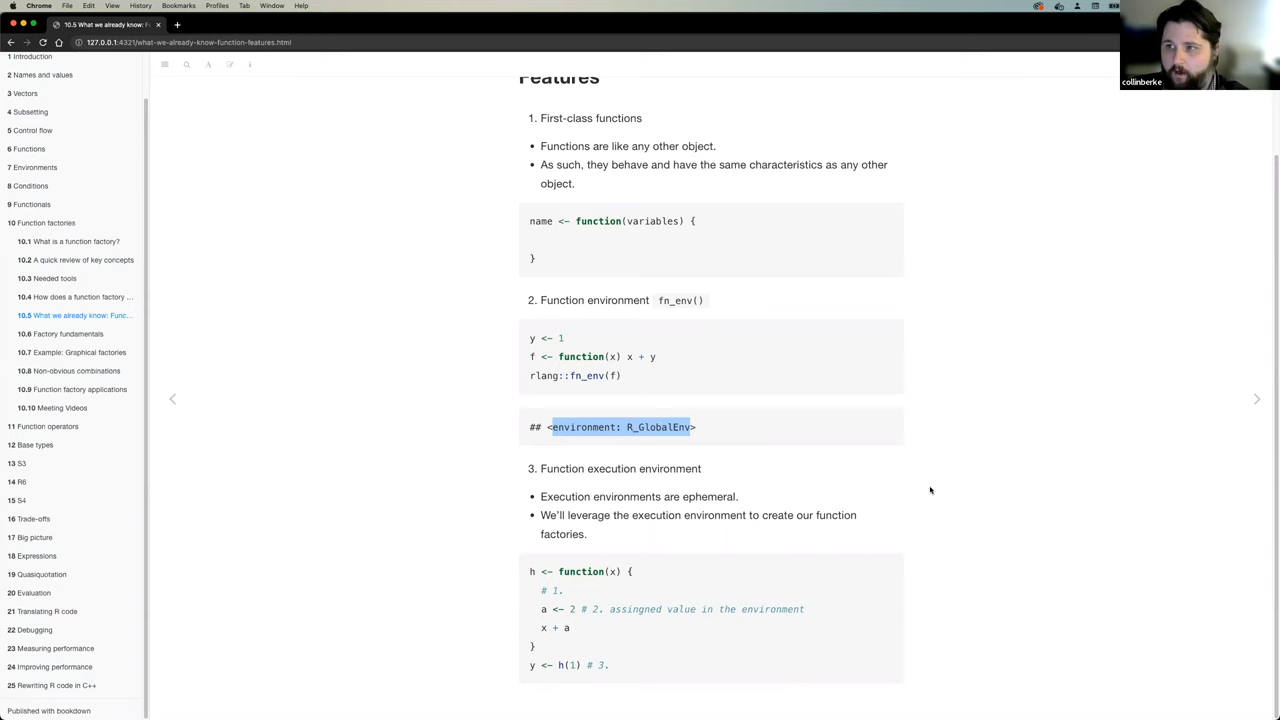 Chrome File Edit View History Bookmarks Profiles Tab Window Help
10.5 What we already know: Fu
127.0.0.1:4321/what-we-already-know-function-features.html
collinberke
1 Introduction
2 Names and values
3 Vectors
4 Subsetting
5 Control flow
6 Functions
7 Environments
8 Conditions
9 Functionals
10 Function factories
10.1 What is a function factory?
10.2 A quick review of key concepts
10.3 Needed tools
10.4 How does a function factory ...
10.5 What we already know: Func...
10.6 Factory fundamentals
10.7 Example: Graphical factories
10.8 Non-obvious combinations
10.9 Function factory applications
10.10 Meeting Videos
11 Function operators
12 Base types
13 S3
14 R6
15 S4
16 Trade-offs
17 Big picture
18 Expressions
19 Quasiquotation
20 Evaluation
21 Translating R code
22 Debugging
23 Measuring performance
24 Improving performance
25 Rewriting R code in C++
Published with bookdown
Features
1. First-class functions
• Functions are like any other object.
• As such, they behave and have the same characteristics as any other
object.
name <- function(variables) {
}
2. Function environment fn_env()
y <- 1
f <- function(x) x + y
rlang::fn_env(f)
## <environment: R_GlobalEnv>
3. Function execution environment
• Execution environments are ephemeral.
• We'll leverage the execution environment to create our function
factories.
h <- function(x) {
# 1.
a <- 2 # 2. assingned value in the environment
x + a
}
y <- h(1) # 3.